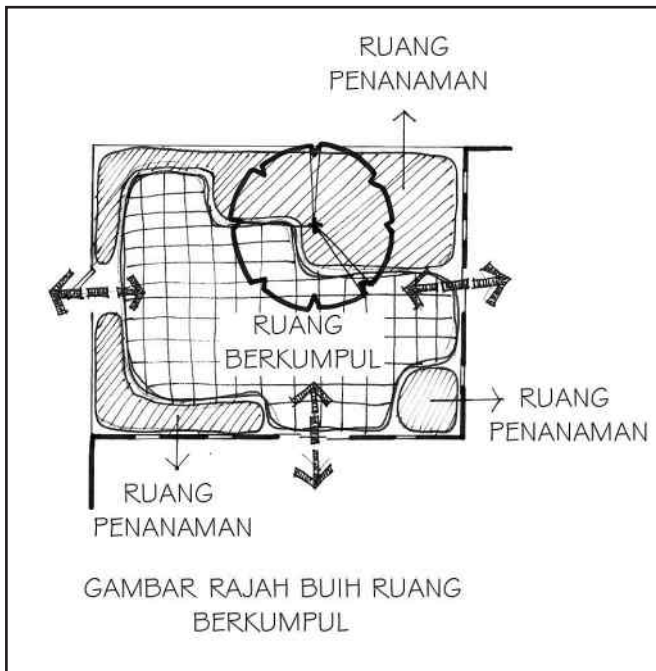 RUANG
PENANAMAN
RUANG
BERKUMPUL
RUANG
PENANAMAN
RUANG
PENANAMAN
GAMBAR RAJAH BUIH RUANG
BERKUMPUL